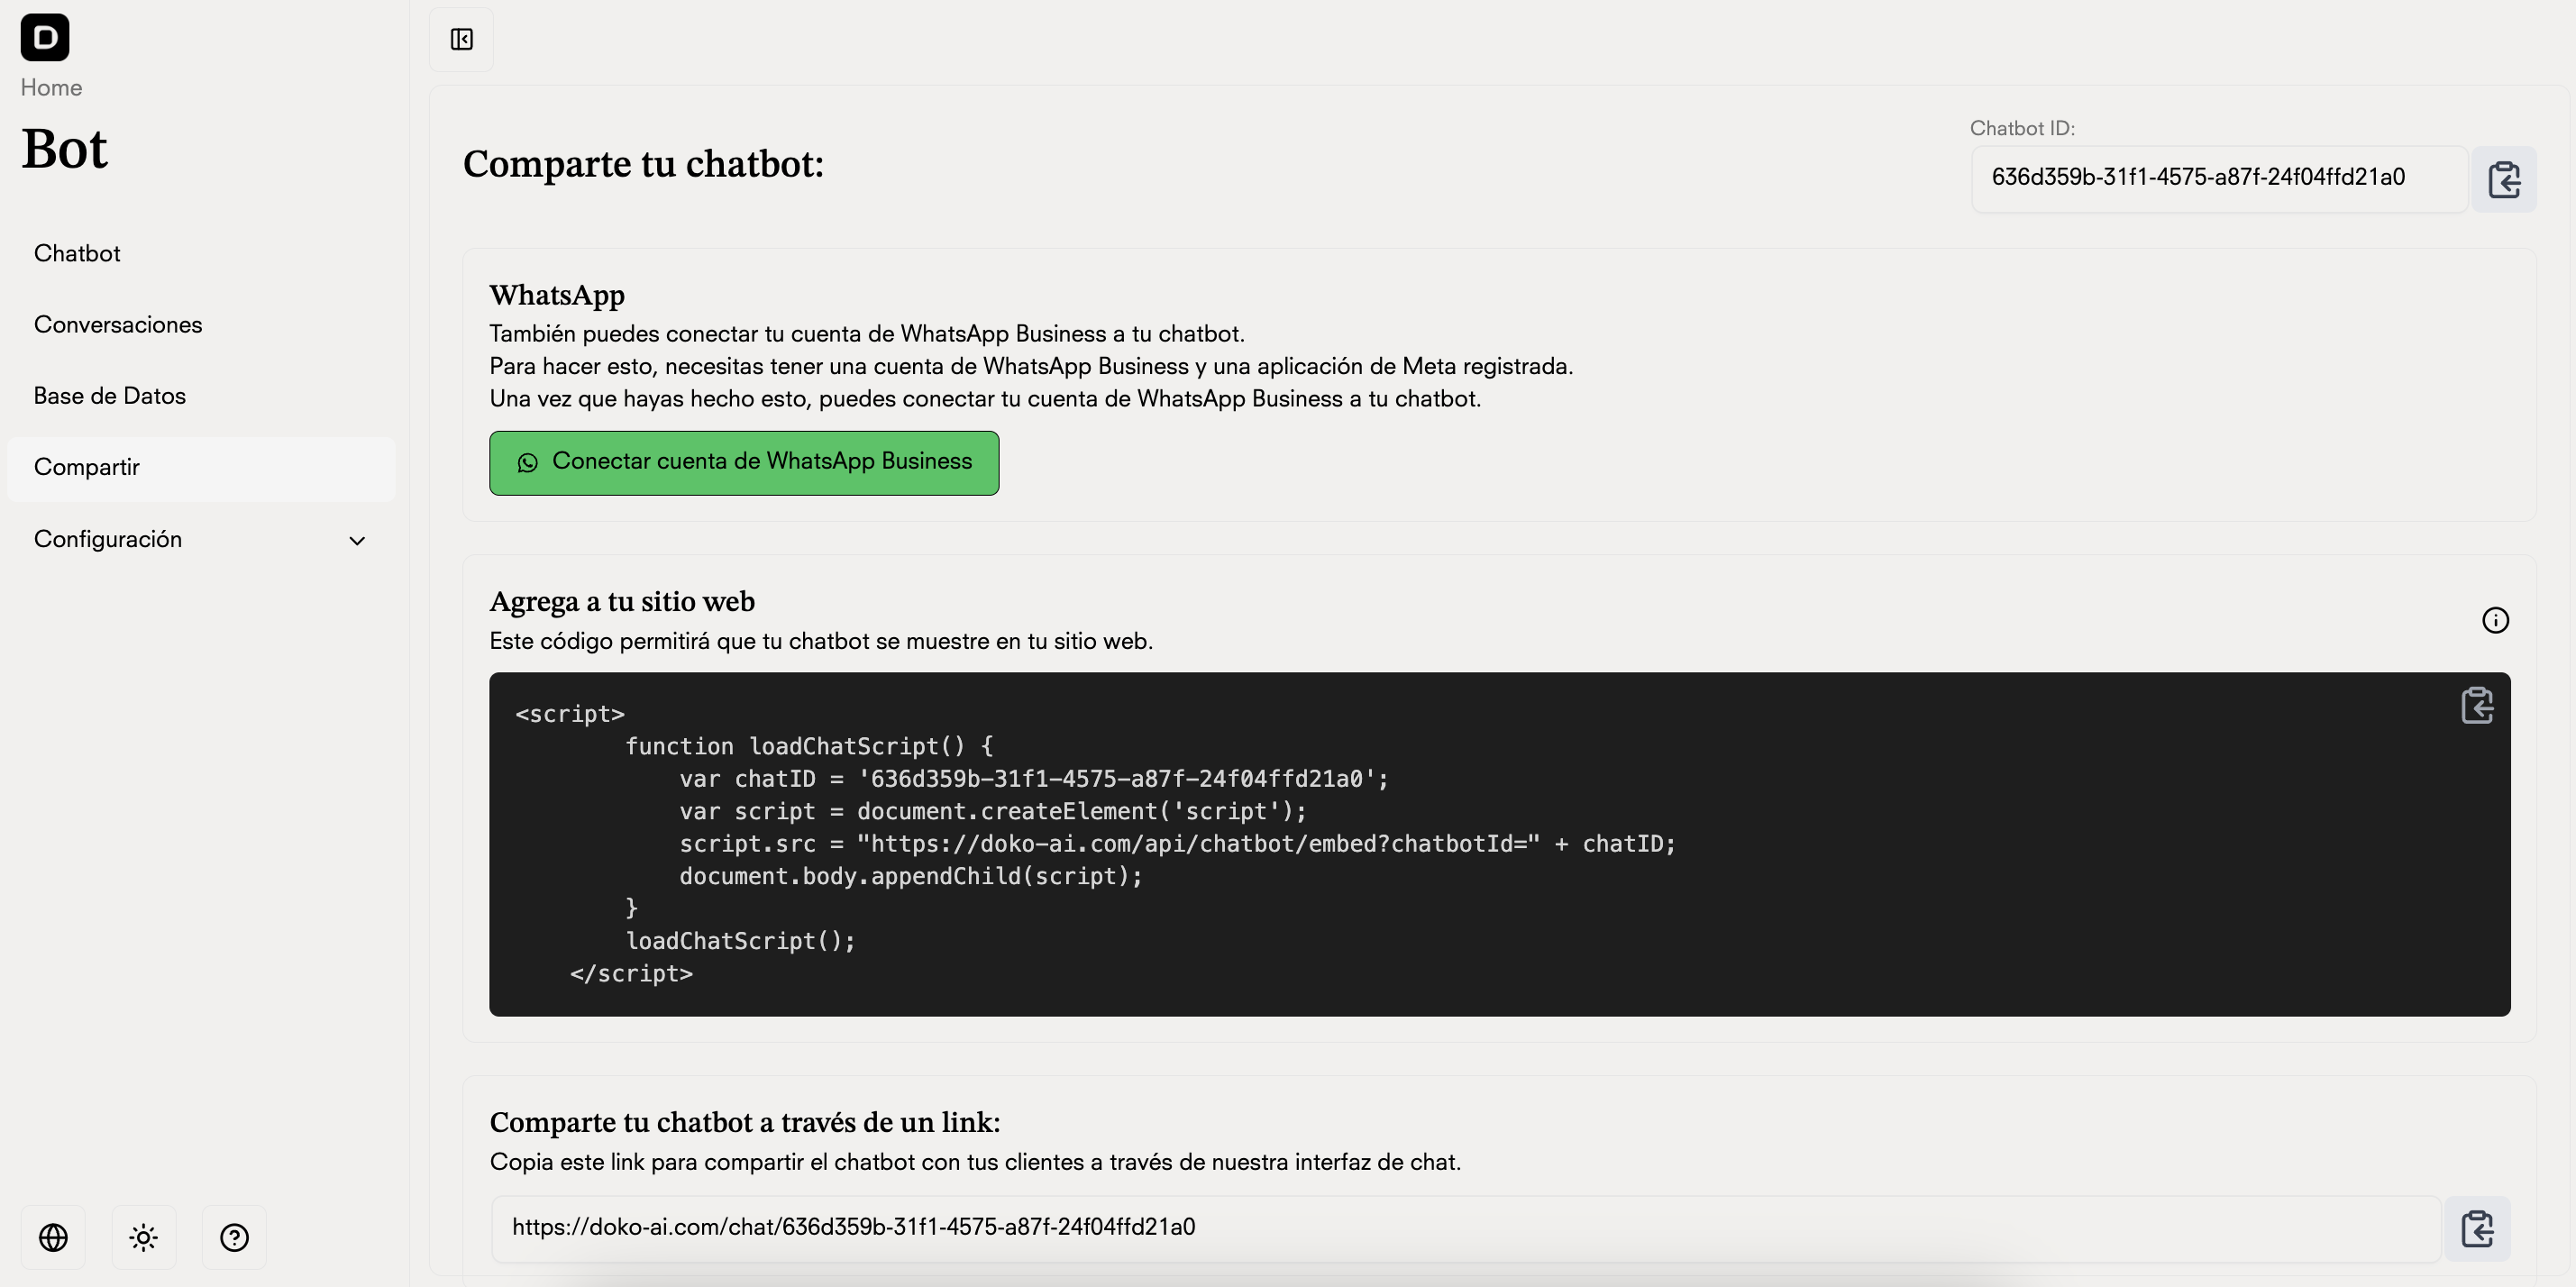 D
Home
Bot
Chatbot
Conversaciones
Base de Datos
Compartir
Configuración
Comparte tu chatbot:
Chatbot ID:
636d359b-31f1-4575-a87f-24f04ffd21a0
WhatsApp
También puedes conectar tu cuenta de WhatsApp Business a tu chatbot.
Para hacer esto, necesitas tener una cuenta de WhatsApp Business y una aplicación de Meta registrada.
Una vez que hayas hecho esto, puedes conectar tu cuenta de WhatsApp Business a tu chatbot.
Conectar cuenta de WhatsApp Business
Agrega a tu sitio web
Este código permitirá que tu chatbot se muestre en tu sitio web.
<script>
function loadChatScript() {
var chatID = '636d359b-31f1-4575-a87f-24f04ffd21a0';
var script = document.createElement('script');
script.src = "https://doko-ai.com/api/chatbot/embed?chatbotId=" + chatID;
document.body.appendChild(script);
}
loadChatScript();
</script>
Comparte tu chatbot a través de un link:
Copia este link para compartir el chatbot con tus clientes a través de nuestra interfaz de chat.
https://doko-ai.com/chat/636d359b-31f1-4575-a87f-24f04ffd21a0